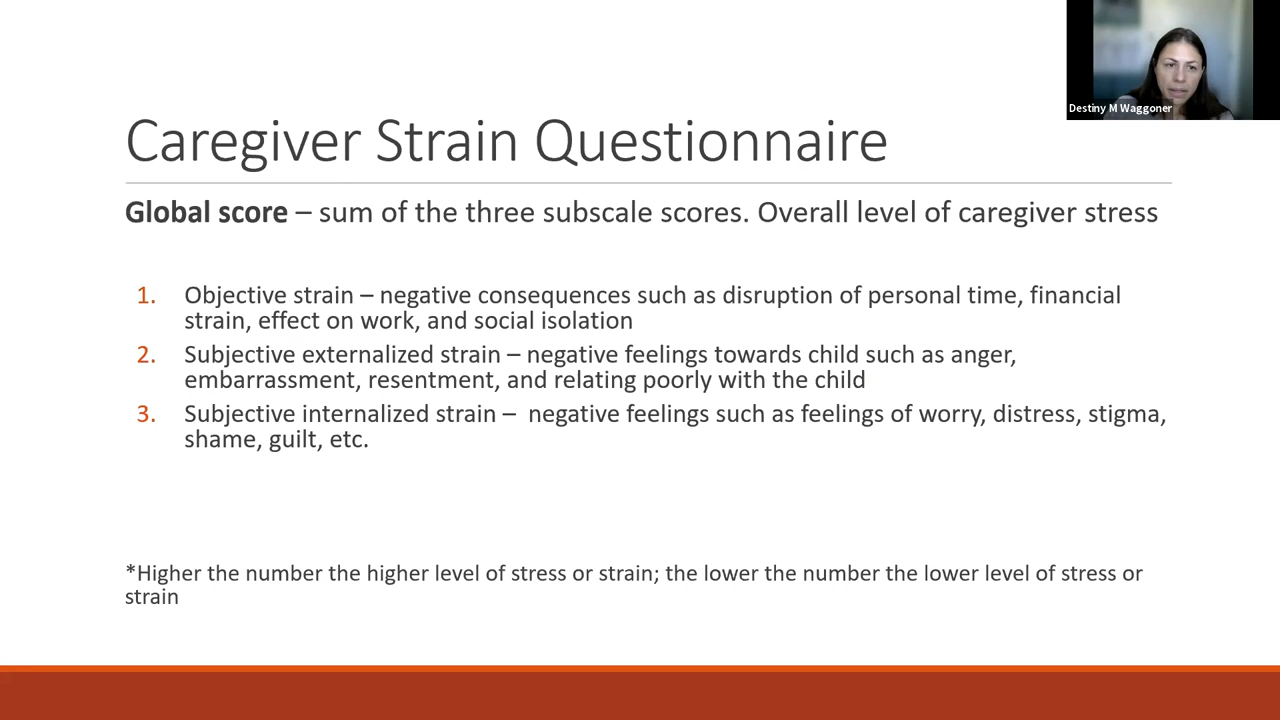 Destiny M Waggoner
Caregiver Strain Questionnaire
Global score – sum of the three subscale scores. Overall level of caregiver stress
1. Objective strain – negative consequences such as disruption of personal time, financial
strain, effect on work, and social isolation
2. Subjective externalized strain – negative feelings towards child such as anger,
embarrassment, resentment, and relating poorly with the child
3. Subjective internalized strain – negative feelings such as feelings of worry, distress, stigma,
shame, guilt, etc.
*Higher the number the higher level of stress or strain; the lower the number the lower level of stress or
strain